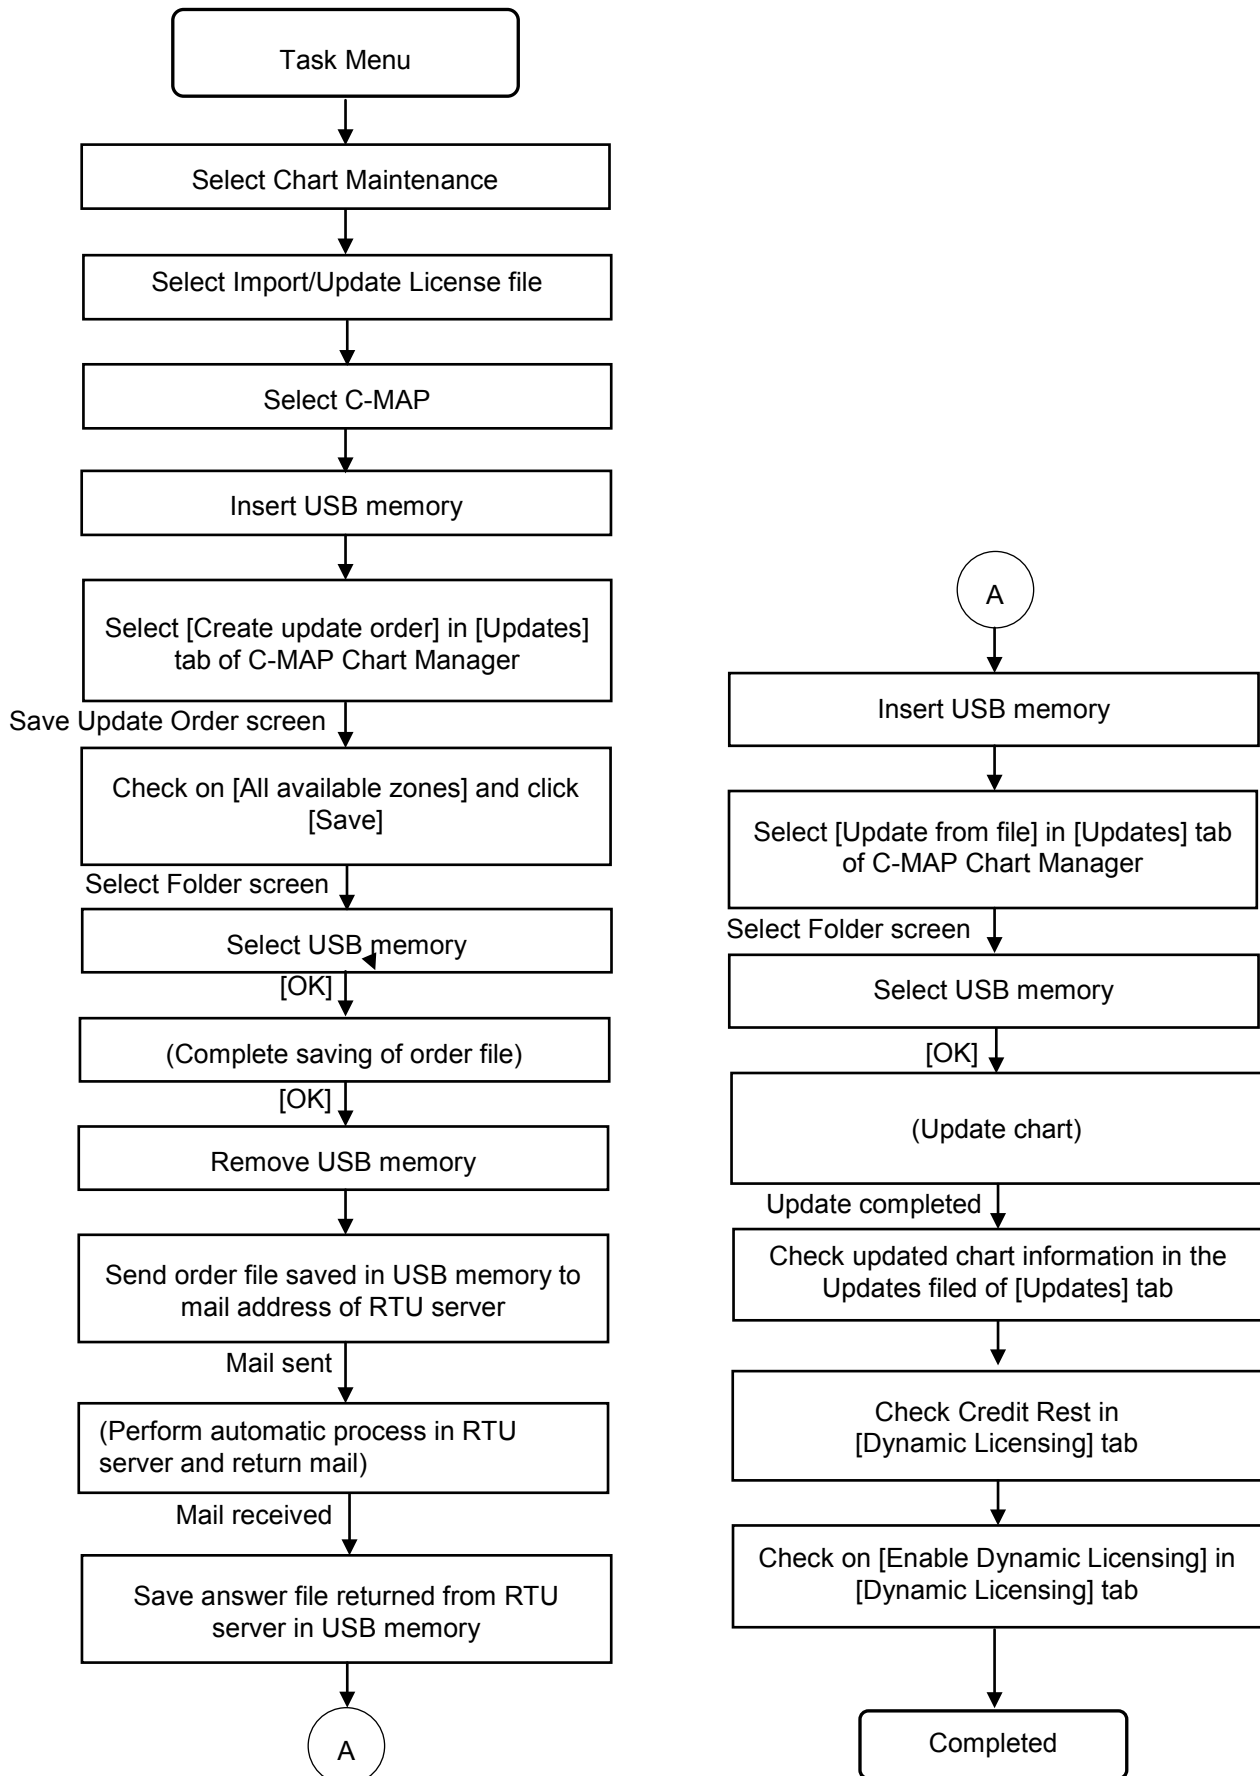 Task Menu
Select Chart Maintenance
Select Import/Update License file
Select C-MAP
Insert USB memory
Select [Create update order] in [Updates]
tab of C-MAP Chart Manager
Save Update Order screen
Check on [All available zones] and click
[Save]
Select Folder screen
Select USB memory
[OK]
(Complete saving of order file)
[OK]
Remove USB memory
Send order file saved in USB memory to
mail address of RTU server
Mail sent
(Perform automatic process in RTU
server and return mail)
Mail received
Save answer file returned from RTU
server in USB memory
A
A
Insert USB memory
Select [Update from file] in [Updates] tab
of C-MAP Chart Manager
Select Folder screen
Select USB memory
[OK]
(Update chart)
Update completed
Check updated chart information in the
Updates filed of [Updates] tab
Check Credit Rest in
[Dynamic Licensing] tab
Check on [Enable Dynamic Licensing] in
[Dynamic Licensing] tab
Completed